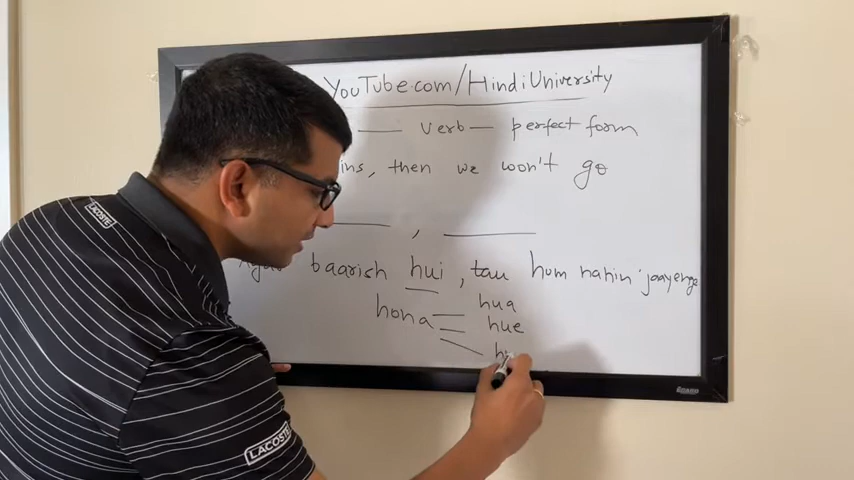 YouTube.com/HindiUniversity
verb perfect form
, then we won't go
,
baarish hui, tau hum nahin jaayenge
hona hua
hue
LACOSTE
LACOSTE